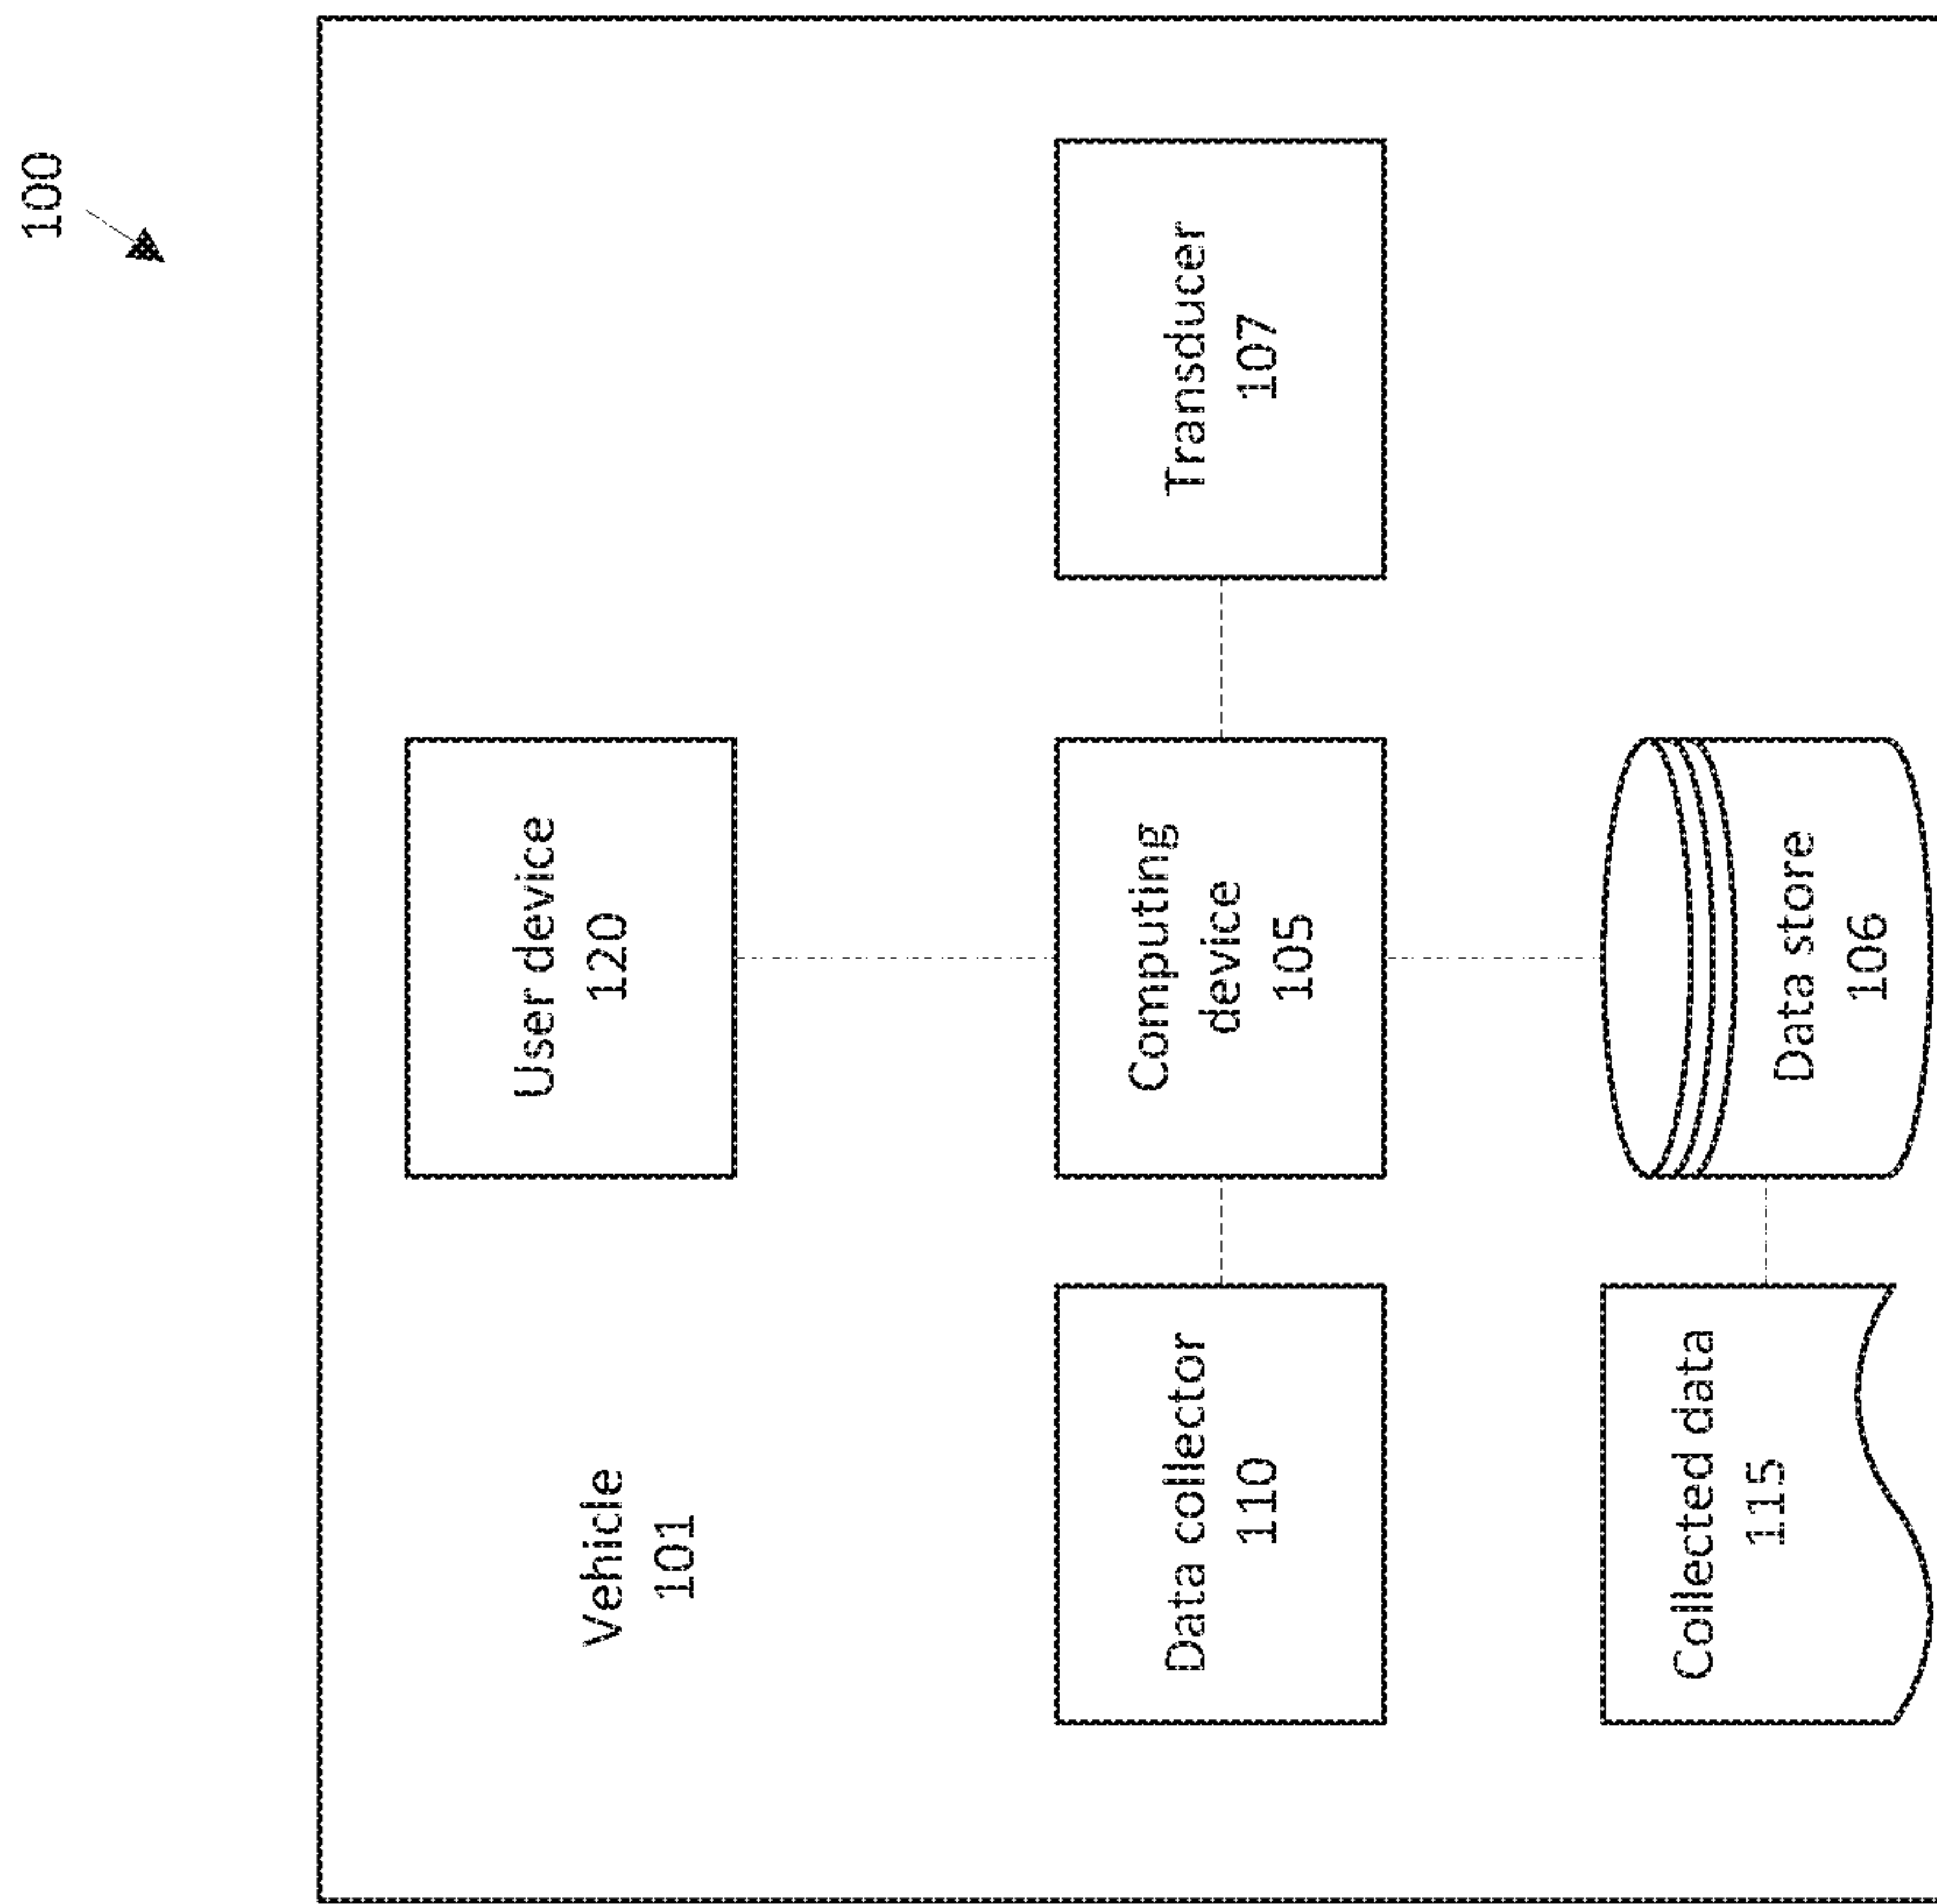 100
Vehicle
101
User device
120
Data collector
110
Computing
device
105
Transducer
107
Collected data
115
Data store
106